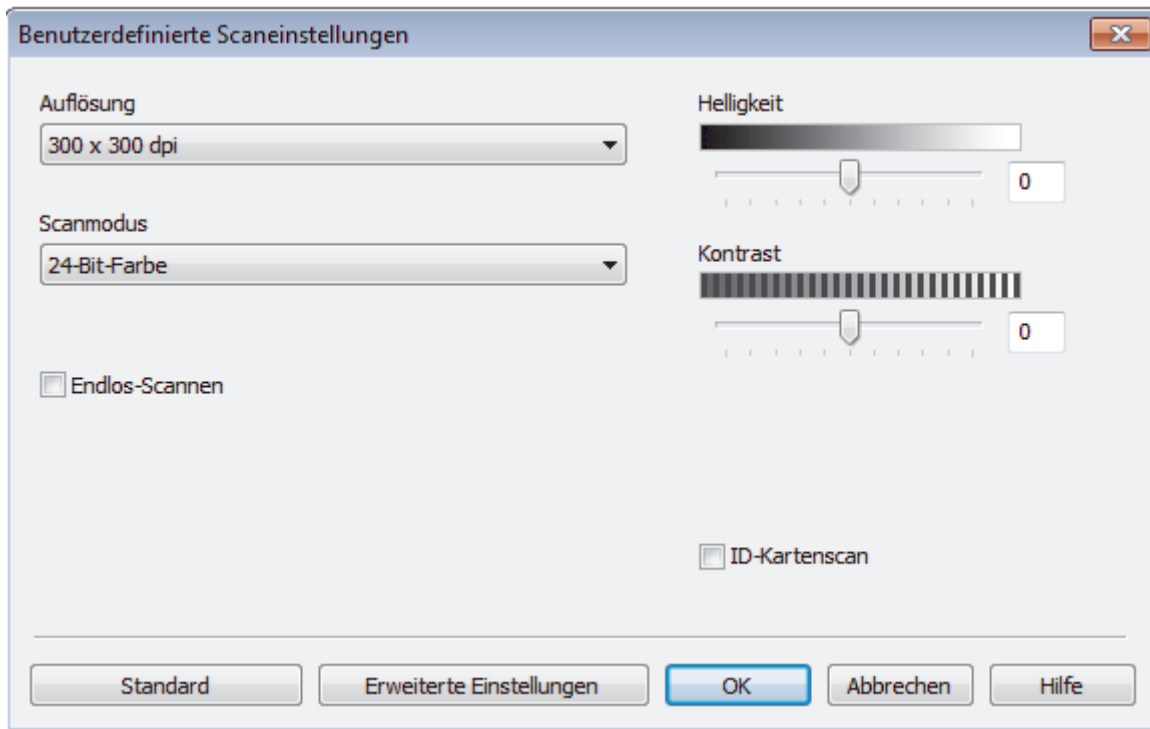 Benutzerdefinierte Scaneinstellungen
Auflösung
300 x 300 dpi
Scanmodus
24-Bit-Farbe
Endlos-Scannen
Helligkeit
0
Kontrast
0
ID-Kartenscan
Standard
Erweiterte Einstellungen
OK
Abbrechen
Hilfe